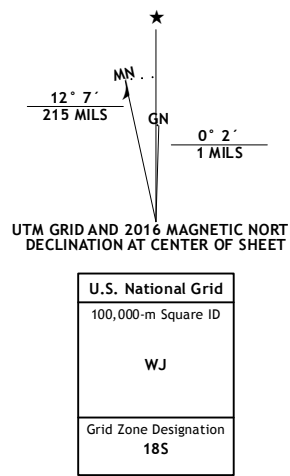 ★
MN
12° 7´
215 MILS
GN
0° 2´
1 MILS
UTM GRID AND 2016 MAGNETIC NORT
DECLINATION AT CENTER OF SHEET
U.S. National Grid
100,000-m Square ID
WJ
Grid Zone Designation
18S